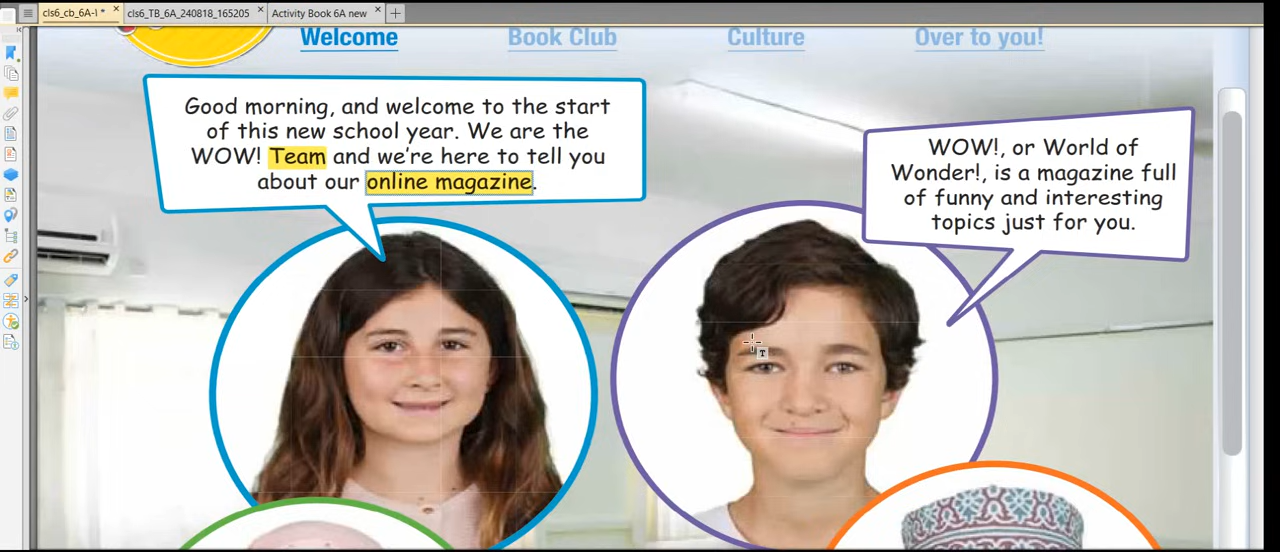 cls6_cb_6A-\ *
cls6_TB_6A_240818_165205
Activity Book 6A new
Welcome
Book Club
Culture
Over to you!
Good morning, and welcome to the start
of this new school year. We are the
WOW! Team and we're here to tell you
about our online magazine.
WOW!, or World of
Wonder!, is a magazine full
of funny and interesting
topics just for you.